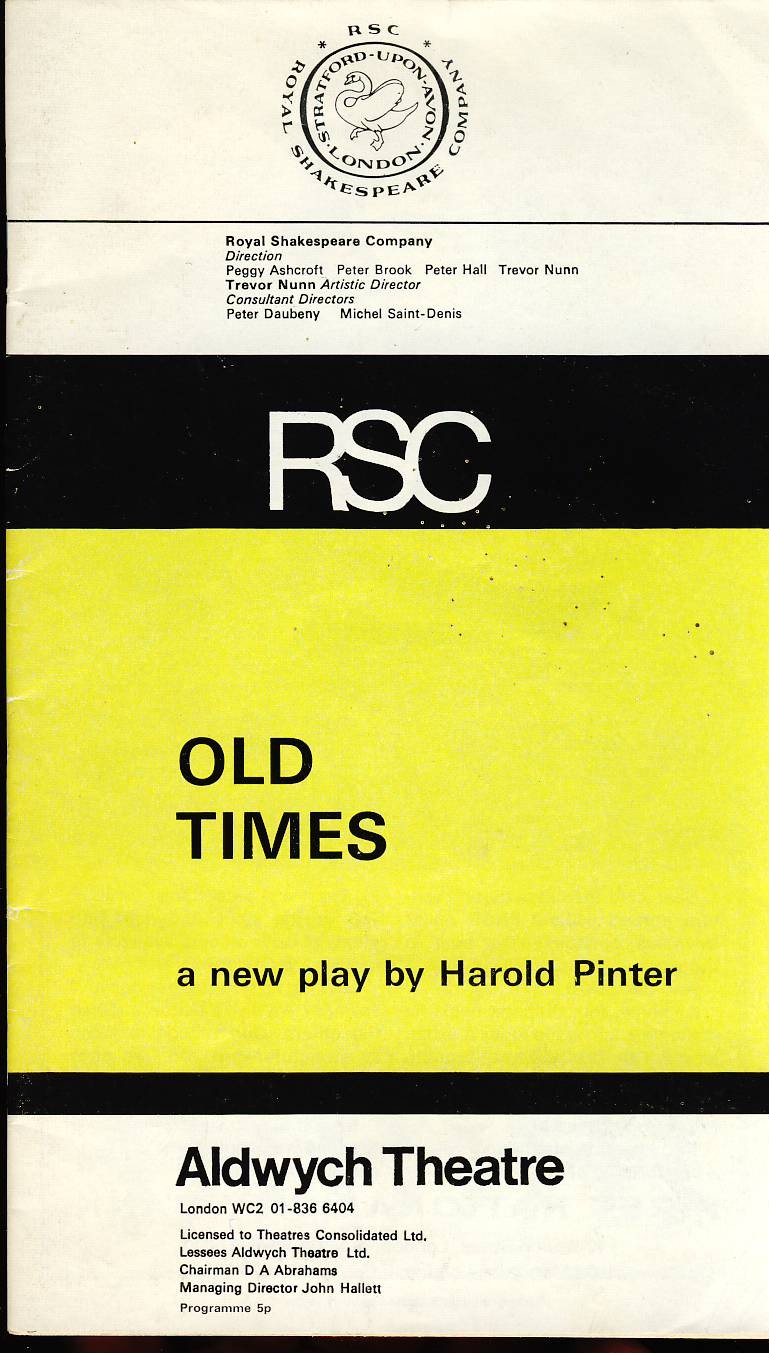 * RSC *
ROYAL SHAKESPEARE COMPANY
STRATFORD-UPON-AVON·LONDON·
Royal Shakespeare Company
Direction
Peggy Ashcroft Peter Brook Peter Hall Trevor Nunn
Trevor Nunn Artistic Director
Consultant Directors
Peter Daubeny Michel Saint-Denis
RSC
OLD
TIMES
a new play by Harold Pinter
Aldwych Theatre
London WC2 01-836 6404
Licensed to Theatres Consolidated Ltd.
Lessees Aldwych Theatre Ltd.
Chairman D A Abrahams
Managing Director John Hallett
Programme 5p